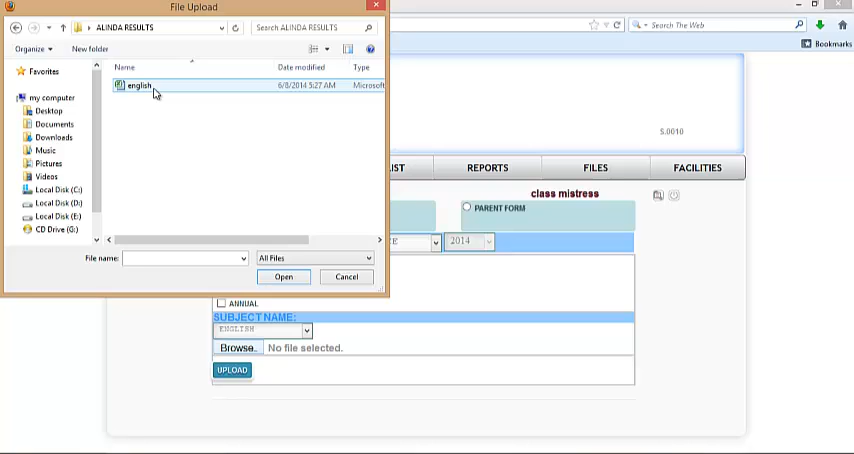 File Upload
ALINDA RESULTS
Search ALINDA RESULTS
Search The Web
Organize
New folder
Bookmarks
Favorites
Name
Date modified
Type
english
6/8/2014 5:27 AM
Microsoft
my computer
Desktop
Documents
Downloads
Music
Pictures
Videos
Local Disk (C:)
Local Disk (D:)
Local Disk (E:)
CD Drive (G:)
File name:
All Files
Open
Cancel
S.0010
IST
REPORTS
FILES
FACILITIES
class mistress
PARENT FORM
CE
2014
ANNUAL
SUBJECT NAME:
ENGLISH
Browse..
No file selected.
UPLOAD